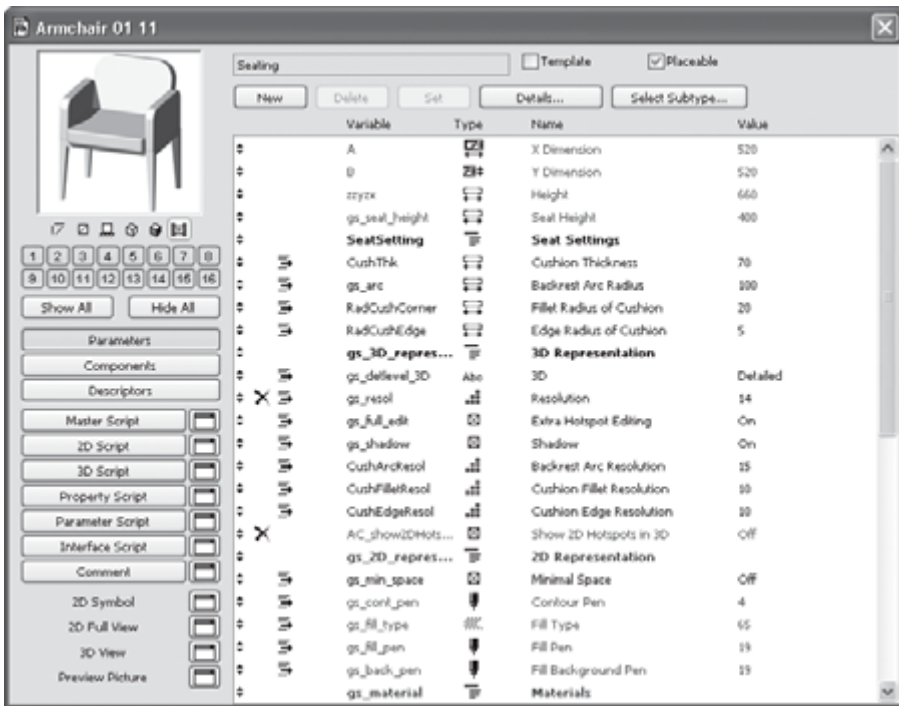 Armchair 01 11
Seating Template Placeable
New Delete Set Details... Select Subtype...
Variable Type Name Value
A X Dimension 520
B Y Dimension 520
zzyzx Height 660
gs_seat_height Seat Height 400
SeatSetting Seat Settings
CushThk Cushion Thickness 70
gs_arc Backrest Arc Radius 100
RadCushCorner Fillet Radius of Cushion 20
RadCushEdge Edge Radius of Cushion 5
gs_3D_repres... 3D Representation
gs_detlevel_3D Abc 3D Detailed
gs_resol Resolution 14
gs_full_edit Extra Hotspot Editing On
gs_shadow Shadow On
CushArcResol Backrest Arc Resolution 15
CushFilletResol Cushion Fillet Resolution 10
CushEdgeResol Cushion Edge Resolution 10
AC_show2DHots... Show 2D Hotspots in 3D Off
gs_2D_repres... 2D Representation
gs_min_space Minimal Space Off
gs_cont_pen Contour Pen 4
gs_fill_type Fill Type 65
gs_fill_pen Fill Pen 19
gs_back_pen Fill Background Pen 19
gs_material Materials
1 2 3 4 5 6 7 8
9 10 11 12 13 14 15 16
Show All Hide All
Parameters
Components
Descriptors
Master Script
2D Script
3D Script
Property Script
Parameter Script
Interface Script
Comment
2D Symbol
2D Full View
3D View
Preview Picture